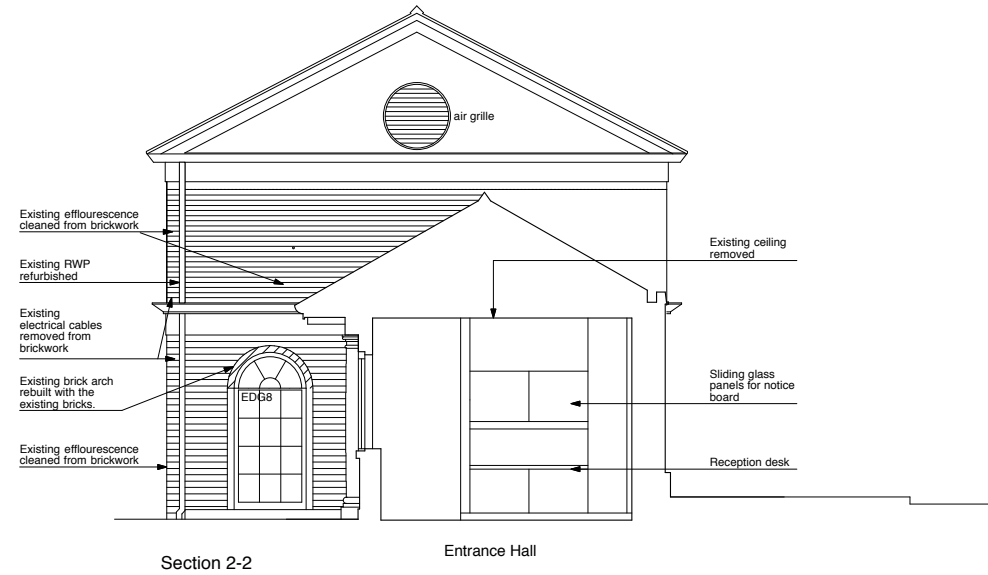 air grille
Existing efflourescence
cleaned from brickwork
Existing RWP
refurbished
Existing
electrical cables
removed from
brickwork
Existing brick arch
rebuilt with the
existing bricks.
EDG8
Existing efflourescence
cleaned from brickwork
Existing ceiling
removed
Sliding glass
panels for notice
board
Reception desk
Entrance Hall
Section 2-2